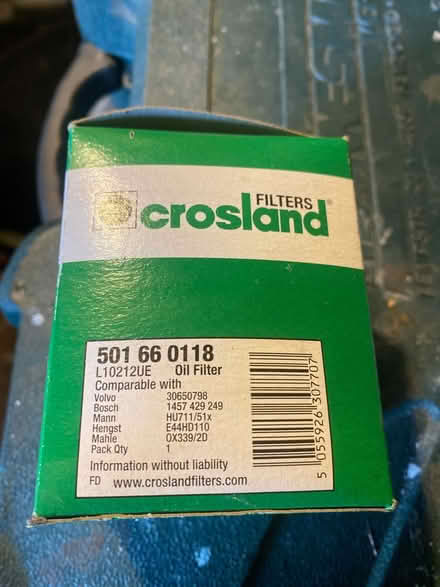 FILTERS
crosland®
501 66 0118
L10212UE Oil Filter
Comparable with
Volvo 30650798
Bosch 1457 429 249
Mann HU711/51x
Hengst E44HD110
Mahle OX339/2D
Pack Qty 1
Information without liability
FD www.croslandfilters.com
5 055926 307707